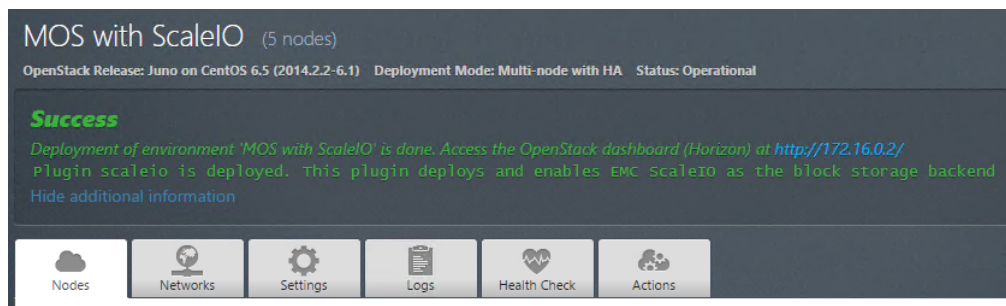 MOS with ScaleIO (5 nodes)
OpenStack Release: Juno on CentOS 6.5 (2014.2.2-6.1) Deployment Mode: Multi-node with HA Status: Operational
Success
Deployment of environment 'MOS with ScaleIO' is done. Access the OpenStack dashboard (Horizon) at http://172.16.0.2/
Plugin scaleio is deployed. This plugin deploys and enables EMC ScaleIO as the block storage backend
Hide additional information
Nodes Networks Settings Logs Health Check Actions